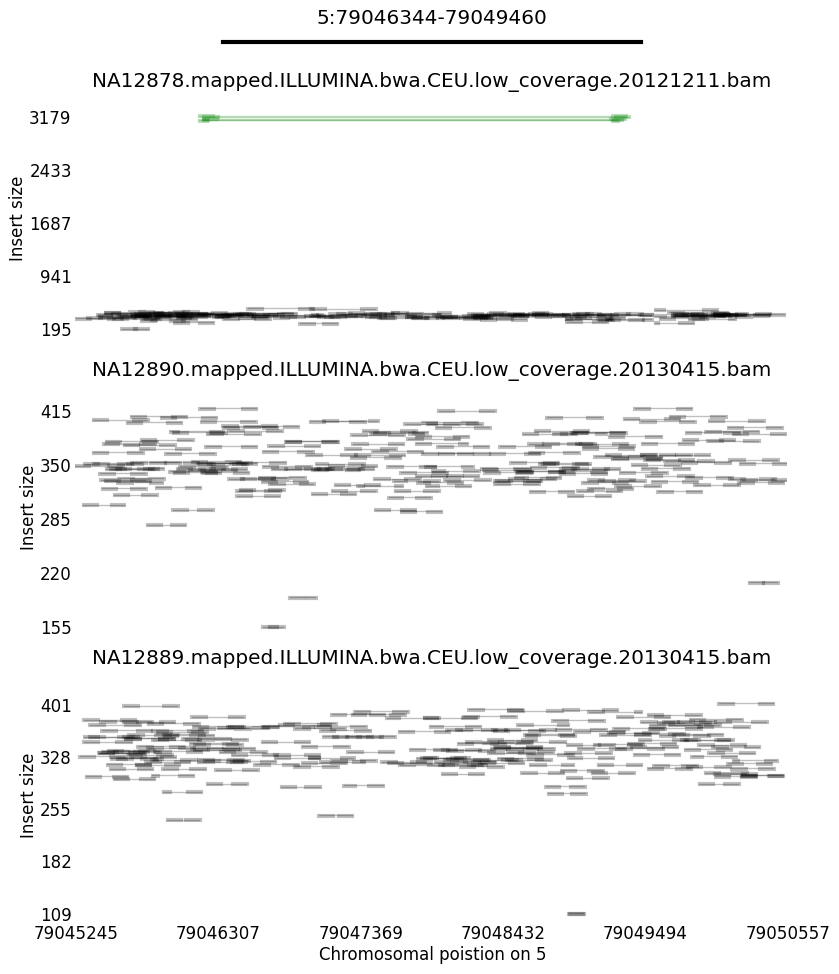 5:79046344-79049460
NA12878.mapped.ILLUMINA.bwa.CEU.low_coverage.20121211.bam
3179
2433
1687
941
195
Insert size
NA12890.mapped.ILLUMINA.bwa.CEU.low_coverage.20130415.bam
415
350
285
220
155
Insert size
NA12889.mapped.ILLUMINA.bwa.CEU.low_coverage.20130415.bam
401
328
255
182
109
Insert size
79045245 79046307 79047369 79048432 79049494 79050557
Chromosomal poistion on 5